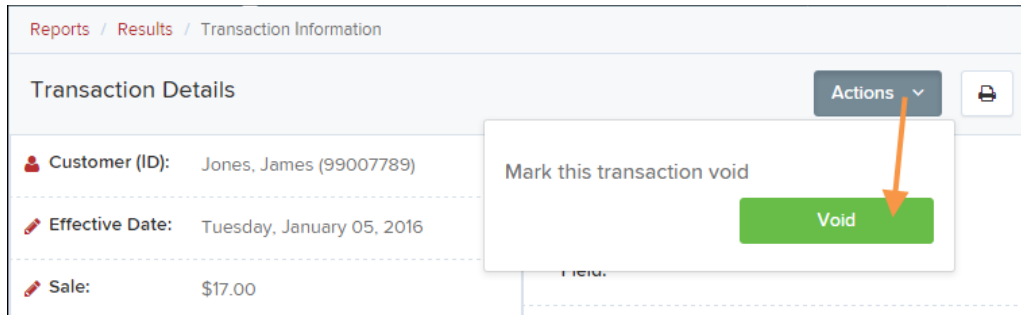 Reports / Results / Transaction Information
Transaction Details
Actions
Customer (ID): Jones, James (99007789)
Mark this transaction void
Void
Effective Date: Tuesday, January 05, 2016
Field:
Sale: $17.00